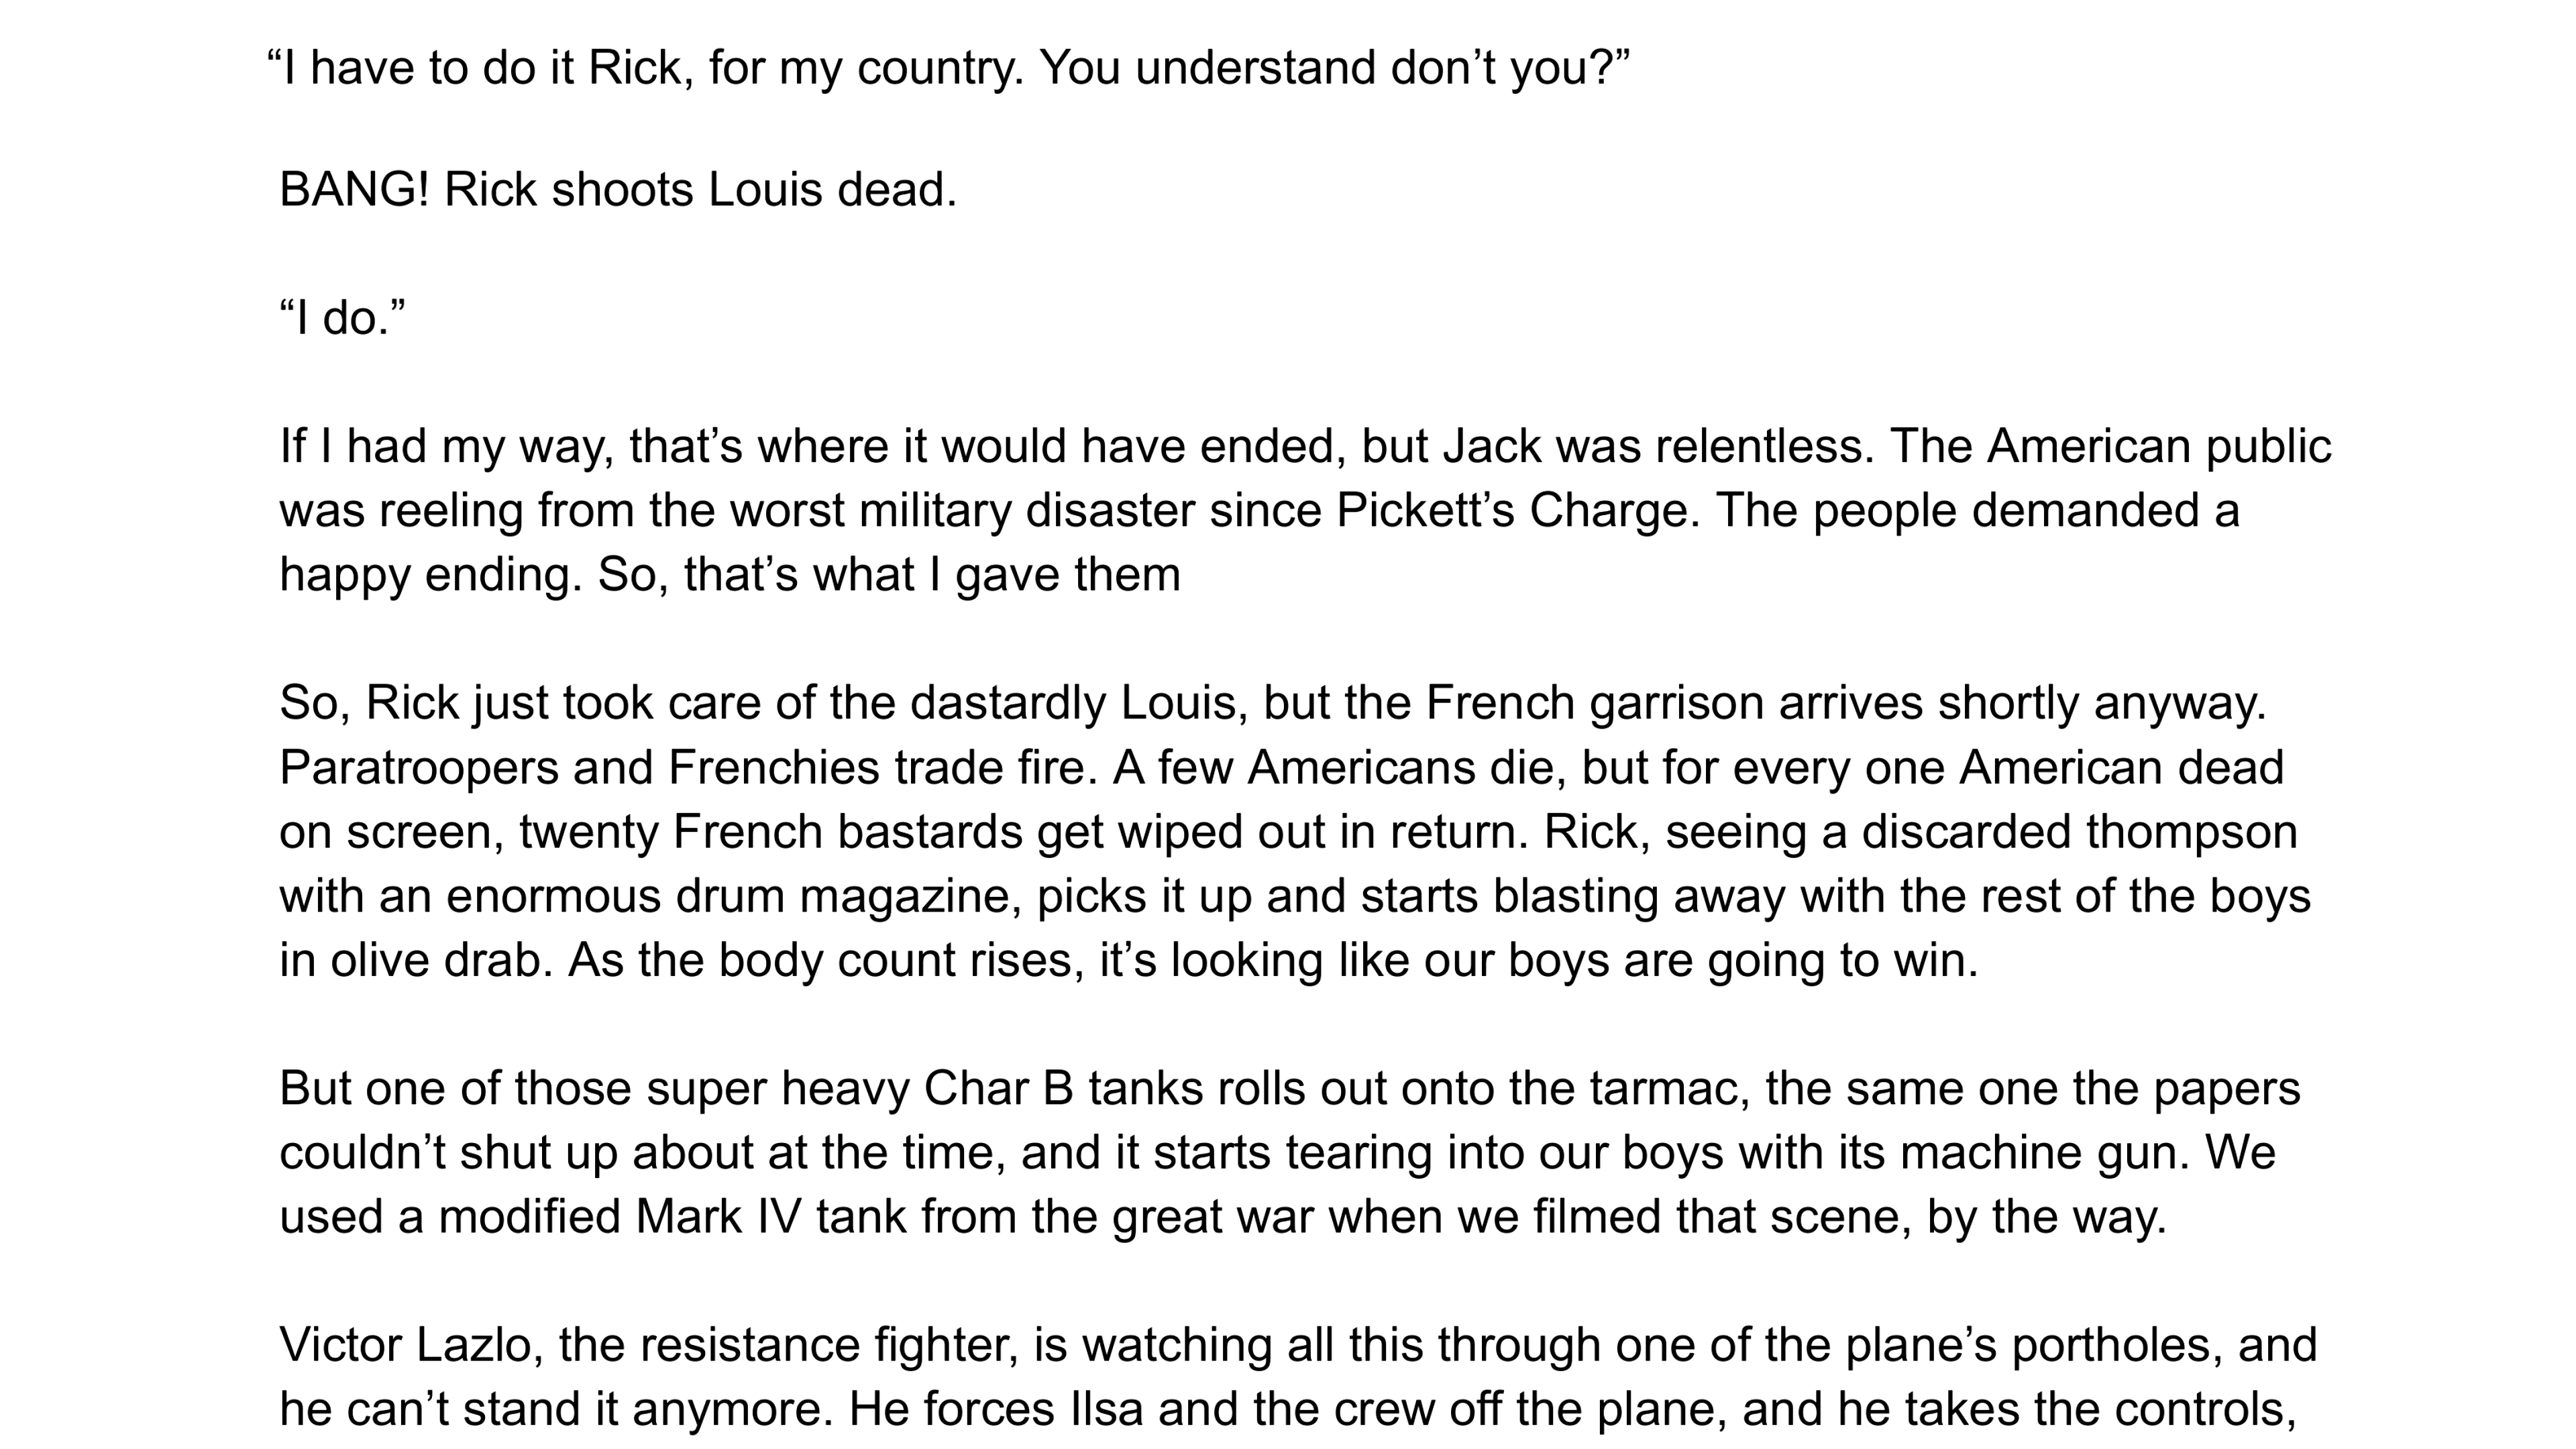 “I have to do it Rick, for my country. You understand don’t you?”
BANG! Rick shoots Louis dead.
“I do.”
If I had my way, that’s where it would have ended, but Jack was relentless. The American public
was reeling from the worst military disaster since Pickett’s Charge. The people demanded a
happy ending. So, that’s what I gave them
So, Rick just took care of the dastardly Louis, but the French garrison arrives shortly anyway.
Paratroopers and Frenchies trade fire. A few Americans die, but for every one American dead
on screen, twenty French bastards get wiped out in return. Rick, seeing a discarded thompson
with an enormous drum magazine, picks it up and starts blasting away with the rest of the boys
in olive drab. As the body count rises, it’s looking like our boys are going to win.
But one of those super heavy Char B tanks rolls out onto the tarmac, the same one the papers
couldn’t shut up about at the time, and it starts tearing into our boys with its machine gun. We
used a modified Mark IV tank from the great war when we filmed that scene, by the way.
Victor Lazlo, the resistance fighter, is watching all this through one of the plane’s portholes, and
he can’t stand it anymore. He forces Ilsa and the crew off the plane, and he takes the controls,